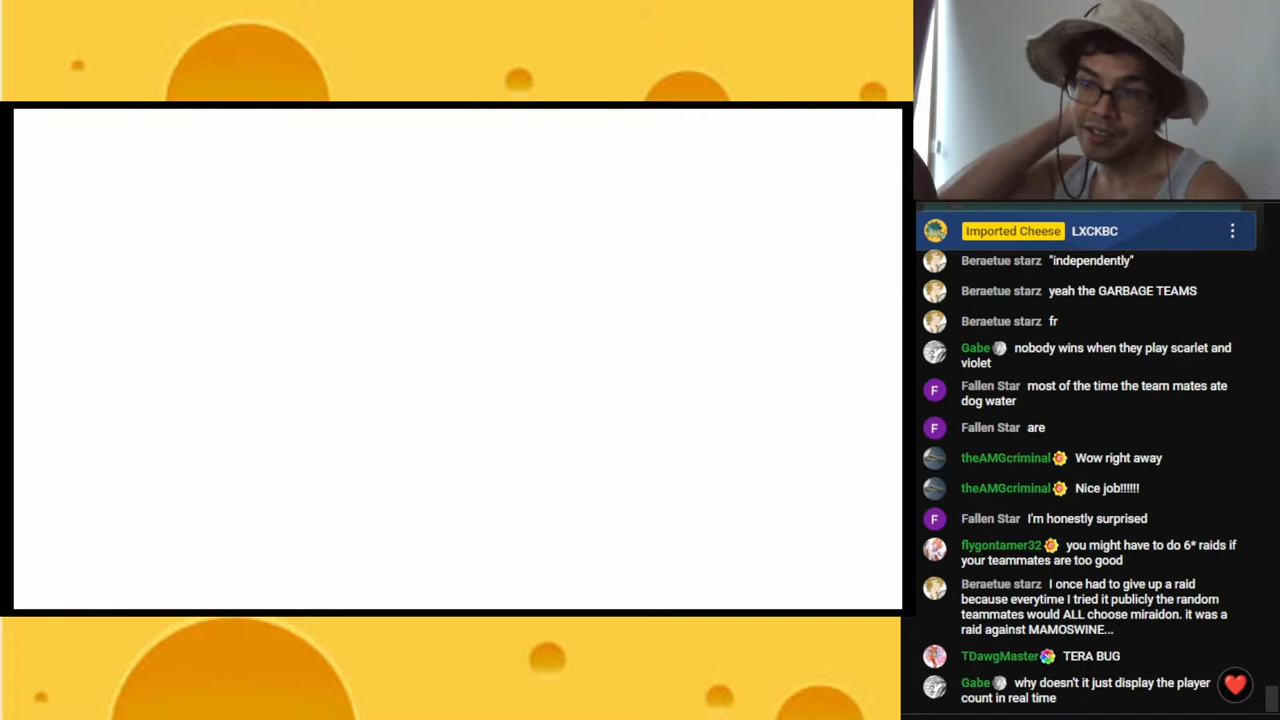 Imported Cheese LXCKBC
Beraetue starz "independently"
Beraetue starz yeah the GARBAGE TEAMS
Beraetue starz fr
Gabe nobody wins when they play scarlet and
violet
Fallen Star most of the time the team mates ate
dog water
Fallen Star are
theAMGcriminal Wow right away
theAMGcriminal Nice job!!!!!!
Fallen Star I'm honestly surprised
flygontamer32 you might have to do 6* raids if
your teammates are too good
Beraetue starz I once had to give up a raid
because everytime I tried it publicly the random
teammates would ALL choose miraidon. it was a
raid against MAMOSWINE...
TDawgMaster TERA BUG
Gabe why doesn't it just display the player
count in real time
F
F
F